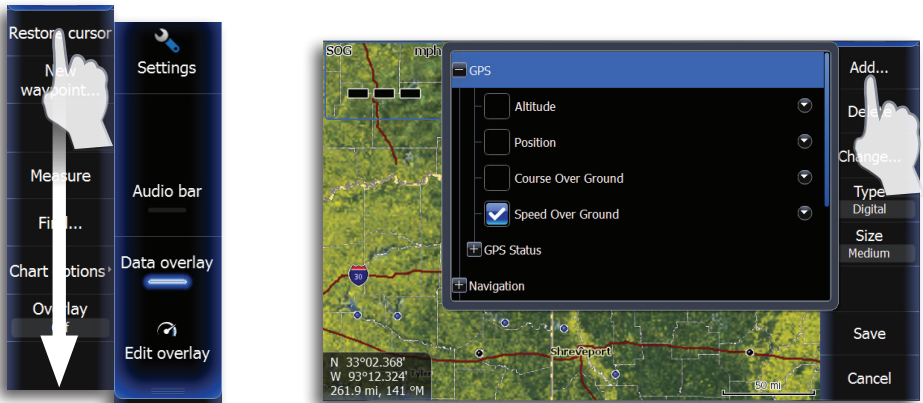 Restore cursor
New
waypoint...
Measure
Find...
Chart options
Overlay
Off
Settings
Audio bar
Data overlay
Edit overlay
SOG mph
GPS
Altitude
Position
Course Over Ground
Speed Over Ground
GPS Status
Navigation
30
Shreveport
N 33°02.368'
W 93°12.324'
261.9 mi, 141 °M
50 mi
Add...
Delete
Change...
Type
Digital
Size
Medium
Save
Cancel